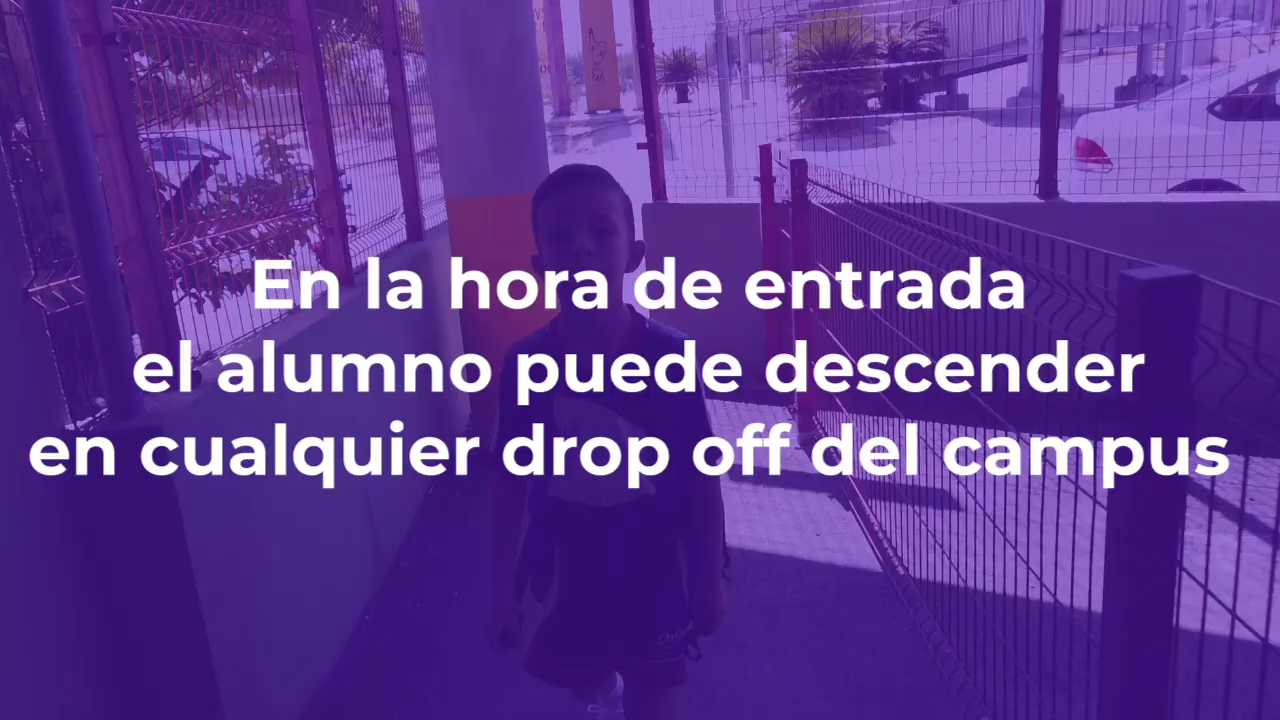 En la hora de entrada
el alumno puede descender
en cualquier drop off del campus